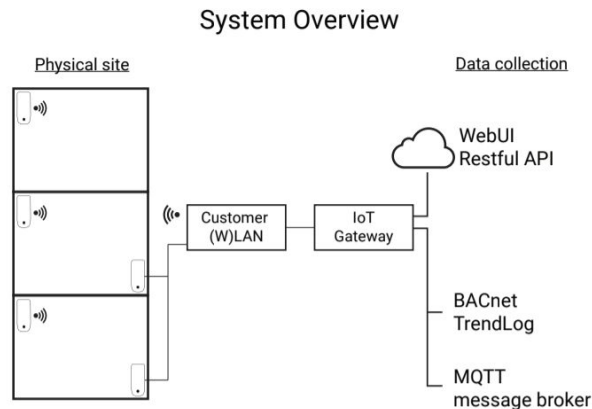 System Overview
Physical site
Data collection
WebUI
Restful API
Customer
(W)LAN
IoT
Gateway
BACnet
TrendLog
MQTT
message broker